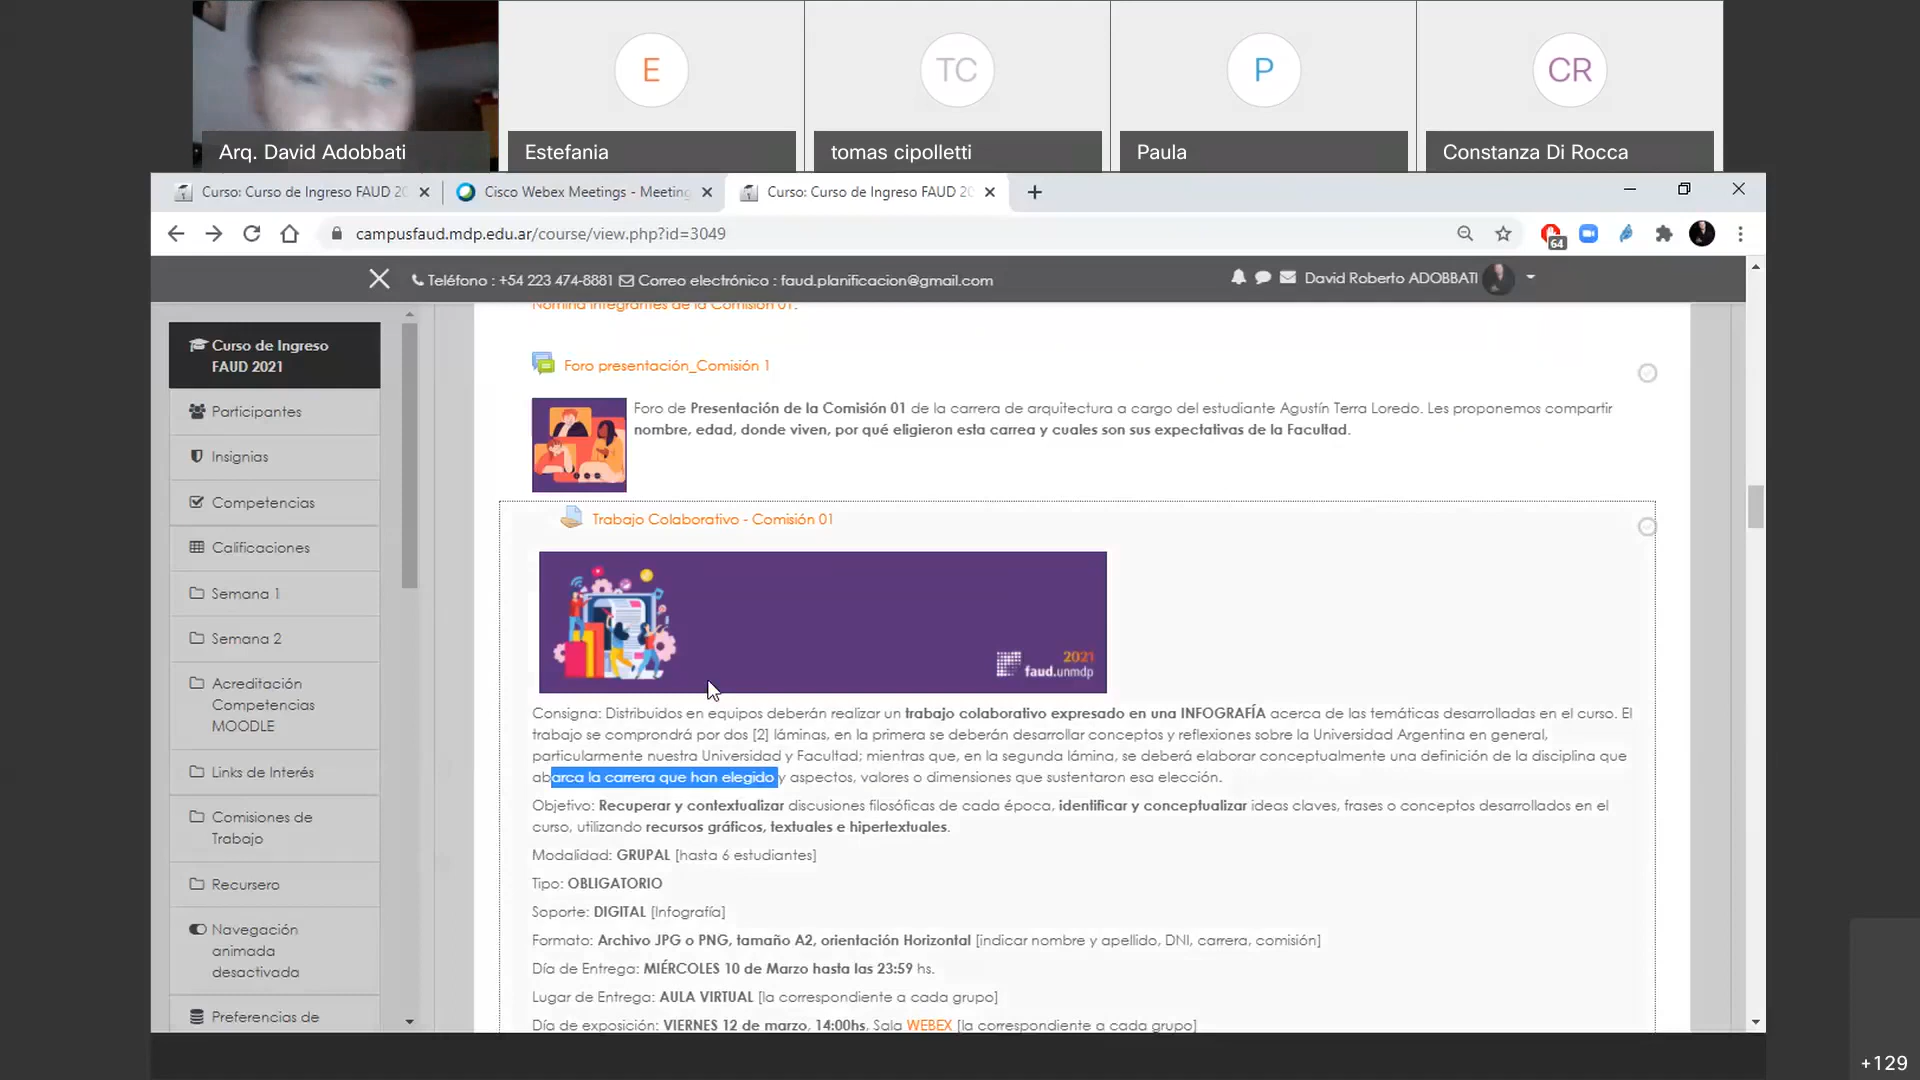 E
TC
P
CR
Arq. David Adobbati
Estefania
tomas cipolletti
Paula
Constanza Di Rocca
Curso: Curso de Ingreso FAUD 20
Cisco Webex Meetings - Meeting
Curso: Curso de Ingreso FAUD 20
campusfaud.mdp.edu.ar/course/view.php?id=3049
64
Teléfono : +54 223 474-8881 Correo electrónico : faud.planificacion@gmail.com
David Roberto ADOBBATI
Nomina integrantes de la Comisión 01.
Curso de Ingreso
FAUD 2021
Participantes
Insignias
Competencias
Calificaciones
Semana 1
Semana 2
Acreditación
Competencias
MOODLE
Links de Interés
Comisiones de
Trabajo
Recursero
Navegación
animada
desactivada
Preferencias de
Foro presentación_Comisión 1
Foro de Presentación de la Comisión 01 de la carrera de arquitectura a cargo del estudiante Agustín Terra Loredo. Les proponemos compartir
nombre, edad, donde viven, por qué eligieron esta carrea y cuales son sus expectativas de la Facultad.
Trabajo Colaborativo - Comisión 01
2021
faud.unmdp
Consigna: Distribuidos en equipos deberán realizar un trabajo colaborativo expresado en una INFOGRAFÍA acerca de las temáticas desarrolladas en el curso. El
trabajo se comprondrá por dos [2] láminas, en la primera se deberán desarrollar conceptos y reflexiones sobre la Universidad Argentina en general,
particularmente nuestra Universidad y Facultad; mientras que, en la segunda lámina, se deberá elaborar conceptualmente una definición de la disciplina que
abarca la carrera que han elegido y aspectos, valores o dimensiones que sustentaron esa elección.
Objetivo: Recuperar y contextualizar discusiones filosóficas de cada época, identificar y conceptualizar ideas claves, frases o conceptos desarrollados en el
curso, utilizando recursos gráficos, textuales e hipertextuales.
Modalidad: GRUPAL [hasta 6 estudiantes]
Tipo: OBLIGATORIO
Soporte: DIGITAL [Infografía]
Formato: Archivo JPG o PNG, tamaño A2, orientación Horizontal [indicar nombre y apellido, DNI, carrera, comisión]
Día de Entrega: MIÉRCOLES 10 de Marzo hasta las 23:59 hs.
Lugar de Entrega: AULA VIRTUAL [la correspondiente a cada grupo]
Día de exposición: VIERNES 12 de marzo, 14:00hs, Sala WEBEX [la correspondiente a cada grupo]
+129